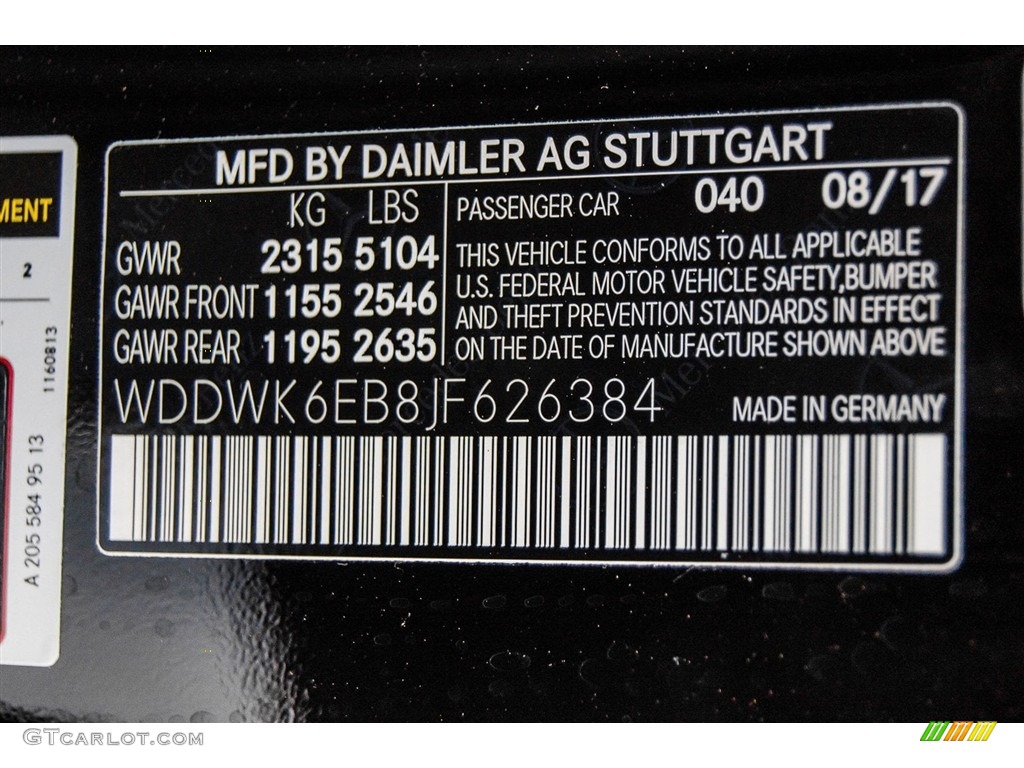 MFD BY DAIMLER AG STUTTGART
KG LBS
GVWR 2315 5104
GAWR FRONT 1155 2546
GAWR REAR 1195 2635
PASSENGER CAR 040 08/17
THIS VEHICLE CONFORMS TO ALL APPLICABLE
U.S. FEDERAL MOTOR VEHICLE SAFETY,BUMPER
AND THEFT PREVENTION STANDARDS IN EFFECT
ON THE DATE OF MANUFACTURE SHOWN ABOVE
WDDWK6EB8JF626384 MADE IN GERMANY
2
1160813
A 205 584 95 13
GTCARLOT.COM